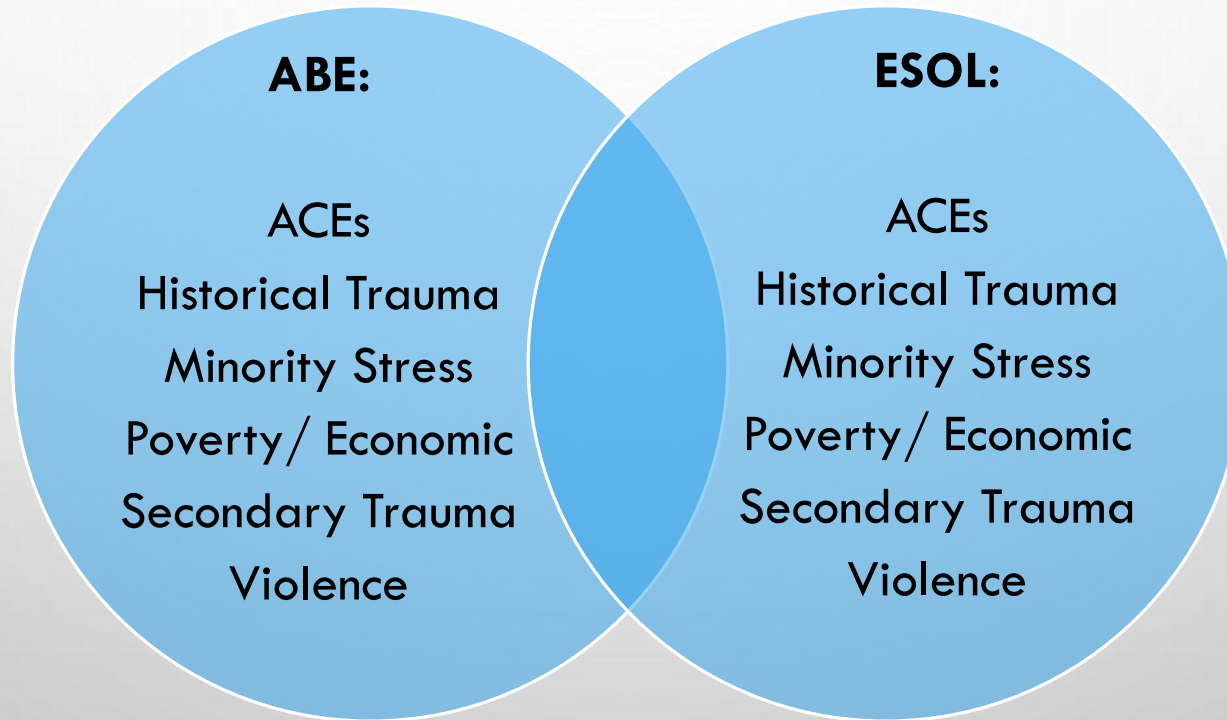 ABE:
ACEs
Historical Trauma
Minority Stress
Poverty/ Economic
Secondary Trauma
Violence
ESOL:
ACEs
Historical Trauma
Minority Stress
Poverty/ Economic
Secondary Trauma
Violence